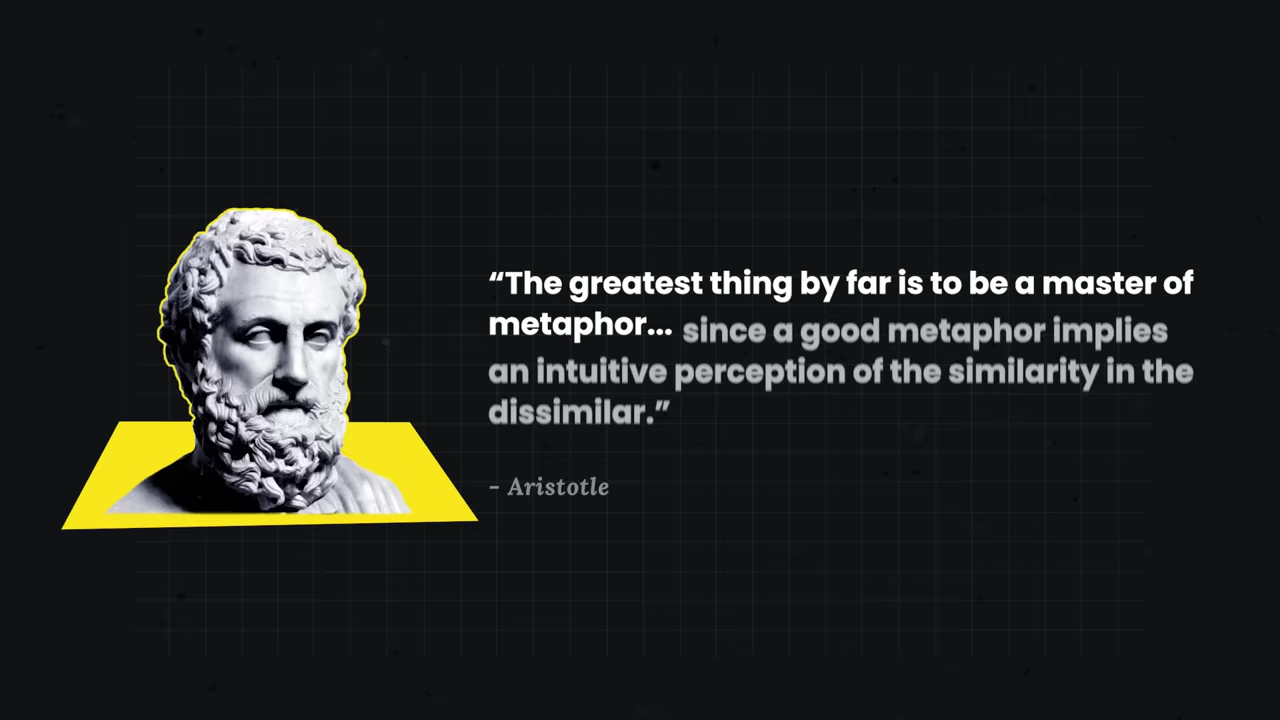 “The greatest thing by far is to be a master of
metaphor... since a good metaphor implies
an intuitive perception of the similarity in the
dissimilar.”
- Aristotle